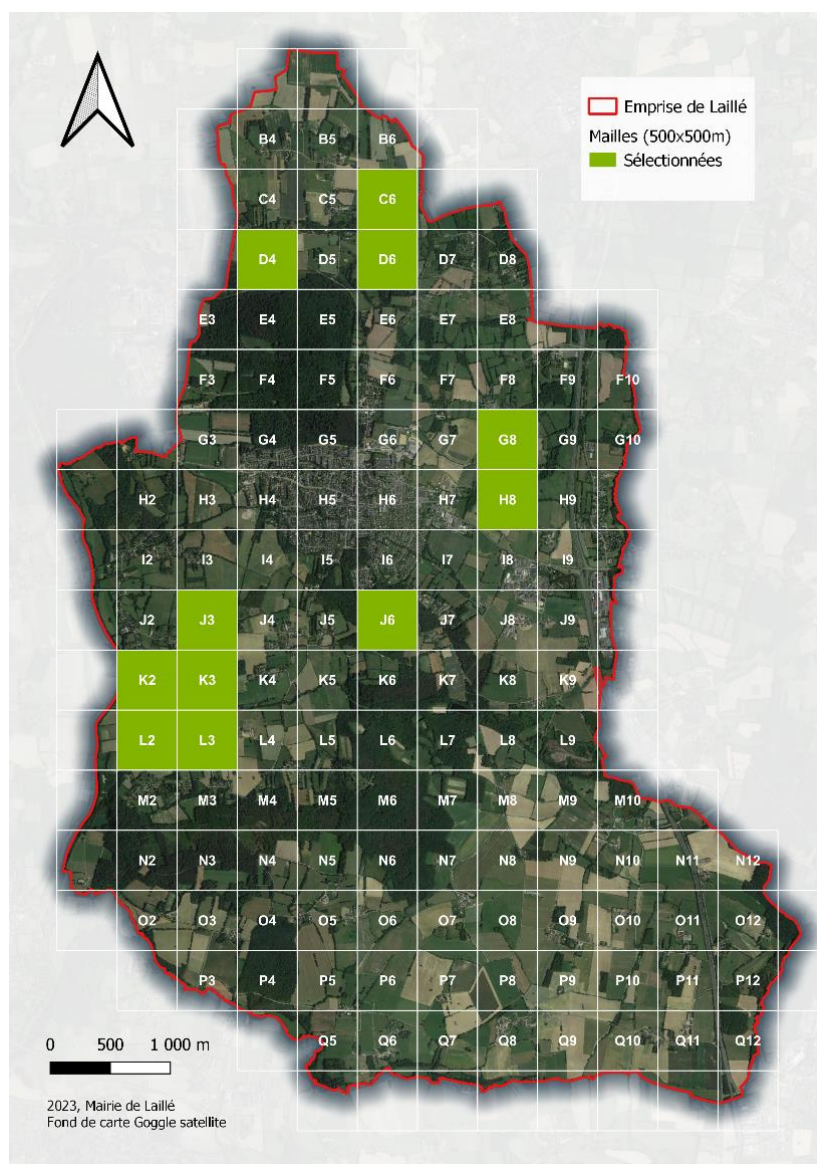 Emprise de Laillé
Mailles (500x500m)
Sélectionnées
B4 B5 B6
C4 C5 C6
D4 D5 D6 D7 D8
E3 E4 E5 E6 E7 E8
F3 F4 F5 F6 F7 F8 F9 F10
G3 G4 G5 G6 G7 G8 G9 G10
H2 H3 H4 H5 H6 H7 H8 H9
I2 I3 I4 I5 I6 I7 I8 I9
J2 J3 J4 J5 J6 J7 J8 J9
K2 K3 K4 K5 K6 K7 K8 K9
L2 L3 L4 L5 L6 L7 L8 L9
M2 M3 M4 M5 M6 M7 M8 M9 M10
N2 N3 N4 N5 N6 N7 N8 N9 N10 N11 N12
O2 O3 O4 O5 O6 O7 O8 O9 O10 O11 O12
P3 P4 P5 P6 P7 P8 P9 P10 P11 P12
Q5 Q6 Q7 Q8 Q9 Q10 Q11 Q12
0 500 1 000 m
2023, Mairie de Laillé
Fond de carte Goggle satellite